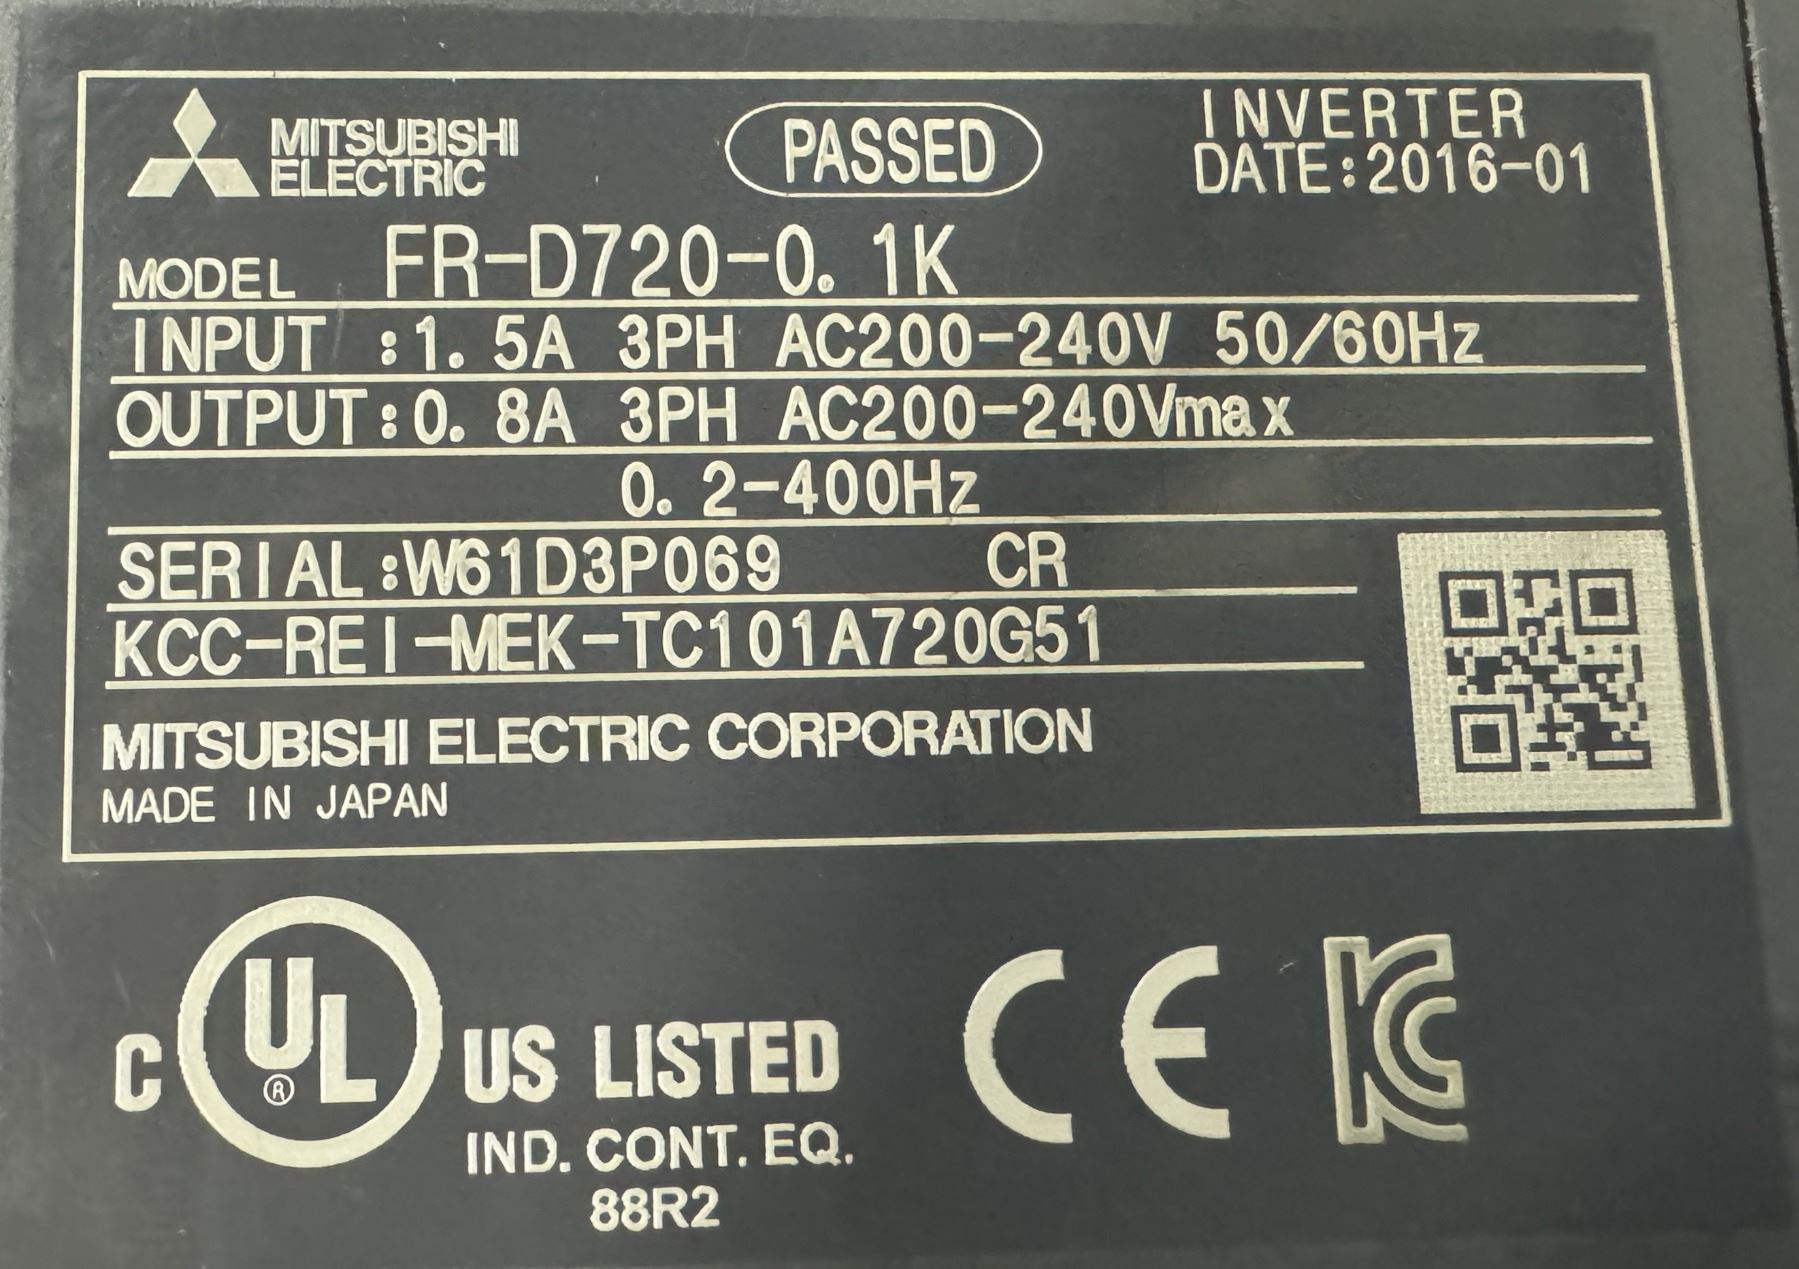 MITSUBISHI
ELECTRIC
PASSED
INVERTER
DATE:2016-01
MODEL FR-D720-0.1K
INPUT :1.5A 3PH AC200-240V 50/60Hz
OUTPUT:0.8A 3PH AC200-240Vmax
0.2-400Hz
SERIAL:W61D3P069 CR
KCC-REI-MEK-TC101A720G51
MITSUBISHI ELECTRIC CORPORATION
MADE IN JAPAN
C UL® US LISTED
IND. CONT. EQ.
88R2
CE KC